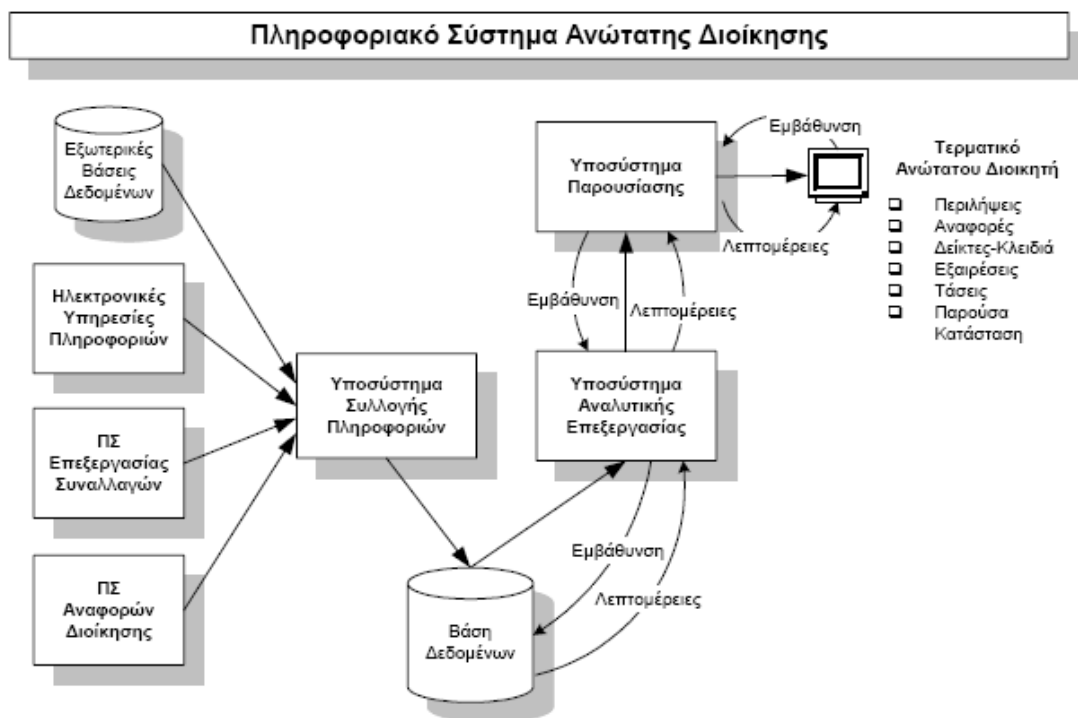 Πληροφοριακό Σύστημα Ανώτατης Διοίκησης
Εξωτερικές
Βάσεις
Δεδομένων
Ηλεκτρονικές
Υπηρεσίες
Πληροφοριών
ΠΣ
Επεξεργασίας
Συναλλαγών
ΠΣ
Αναφορών
Διοίκησης
Υποσύστημα
Συλλογής
Πληροφοριών
Βάση
Δεδομένων
Υποσύστημα
Παρουσίασης
Εμβάθυνση
Λεπτομέρειες
Εμβάθυνση
Λεπτομέρειες
Υποσύστημα
Αναλυτικής
Επεξεργασίας
Εμβάθυνση
Λεπτομέρειες
Τερματικό
Ανώτατου Διοικητή
Περιλήψεις
Αναφορές
Δείκτες-Κλειδιά
Εξαιρέσεις
Τάσεις
Παρούσα
Κατάσταση